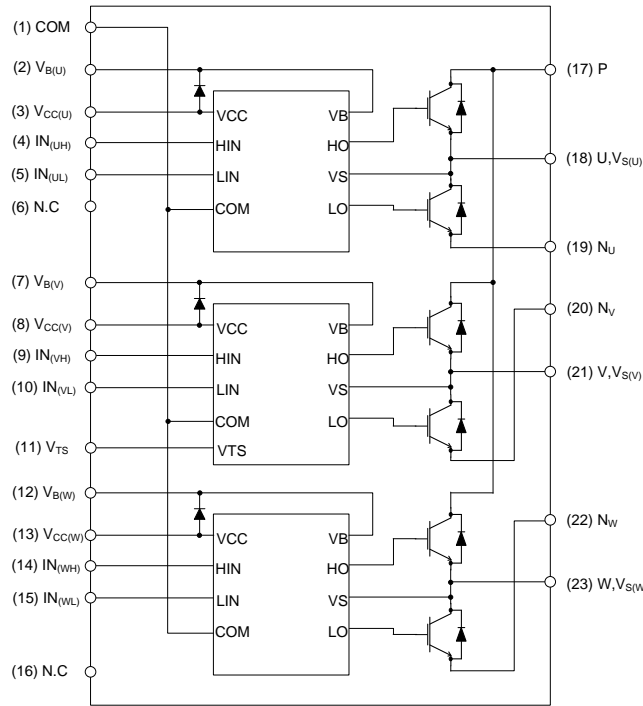 (1) COM
(2) VB(U)
(3) VCC(U)
(4) IN(UH)
(5) IN(UL)
(6) N.C
VCC
HIN
LIN
COM
VB
HO
VS
LO
(17) P
(18) U,VS(U)
(19) NU
(7) VB(V)
(8) VCC(V)
(9) IN(VH)
(10) IN(VL)
(11) VTS
VCC
HIN
LIN
COM
VTS
VB
HO
VS
LO
(20) NV
(21) V,VS(V)
(12) VB(W)
(13) VCC(W)
(14) IN(WH)
(15) IN(WL)
(16) N.C
VCC
HIN
LIN
COM
VB
HO
VS
LO
(22) NW
(23) W,VS(W